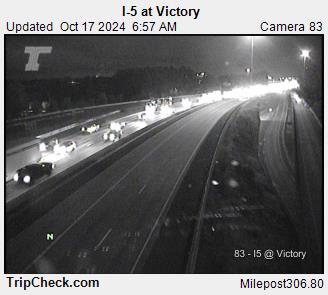 I-5 at Victory
Updated Oct 17 2024 6:57 AM Camera 83
T
N
83 - I5 @ Victory
TripCheck.com Milepost306.80